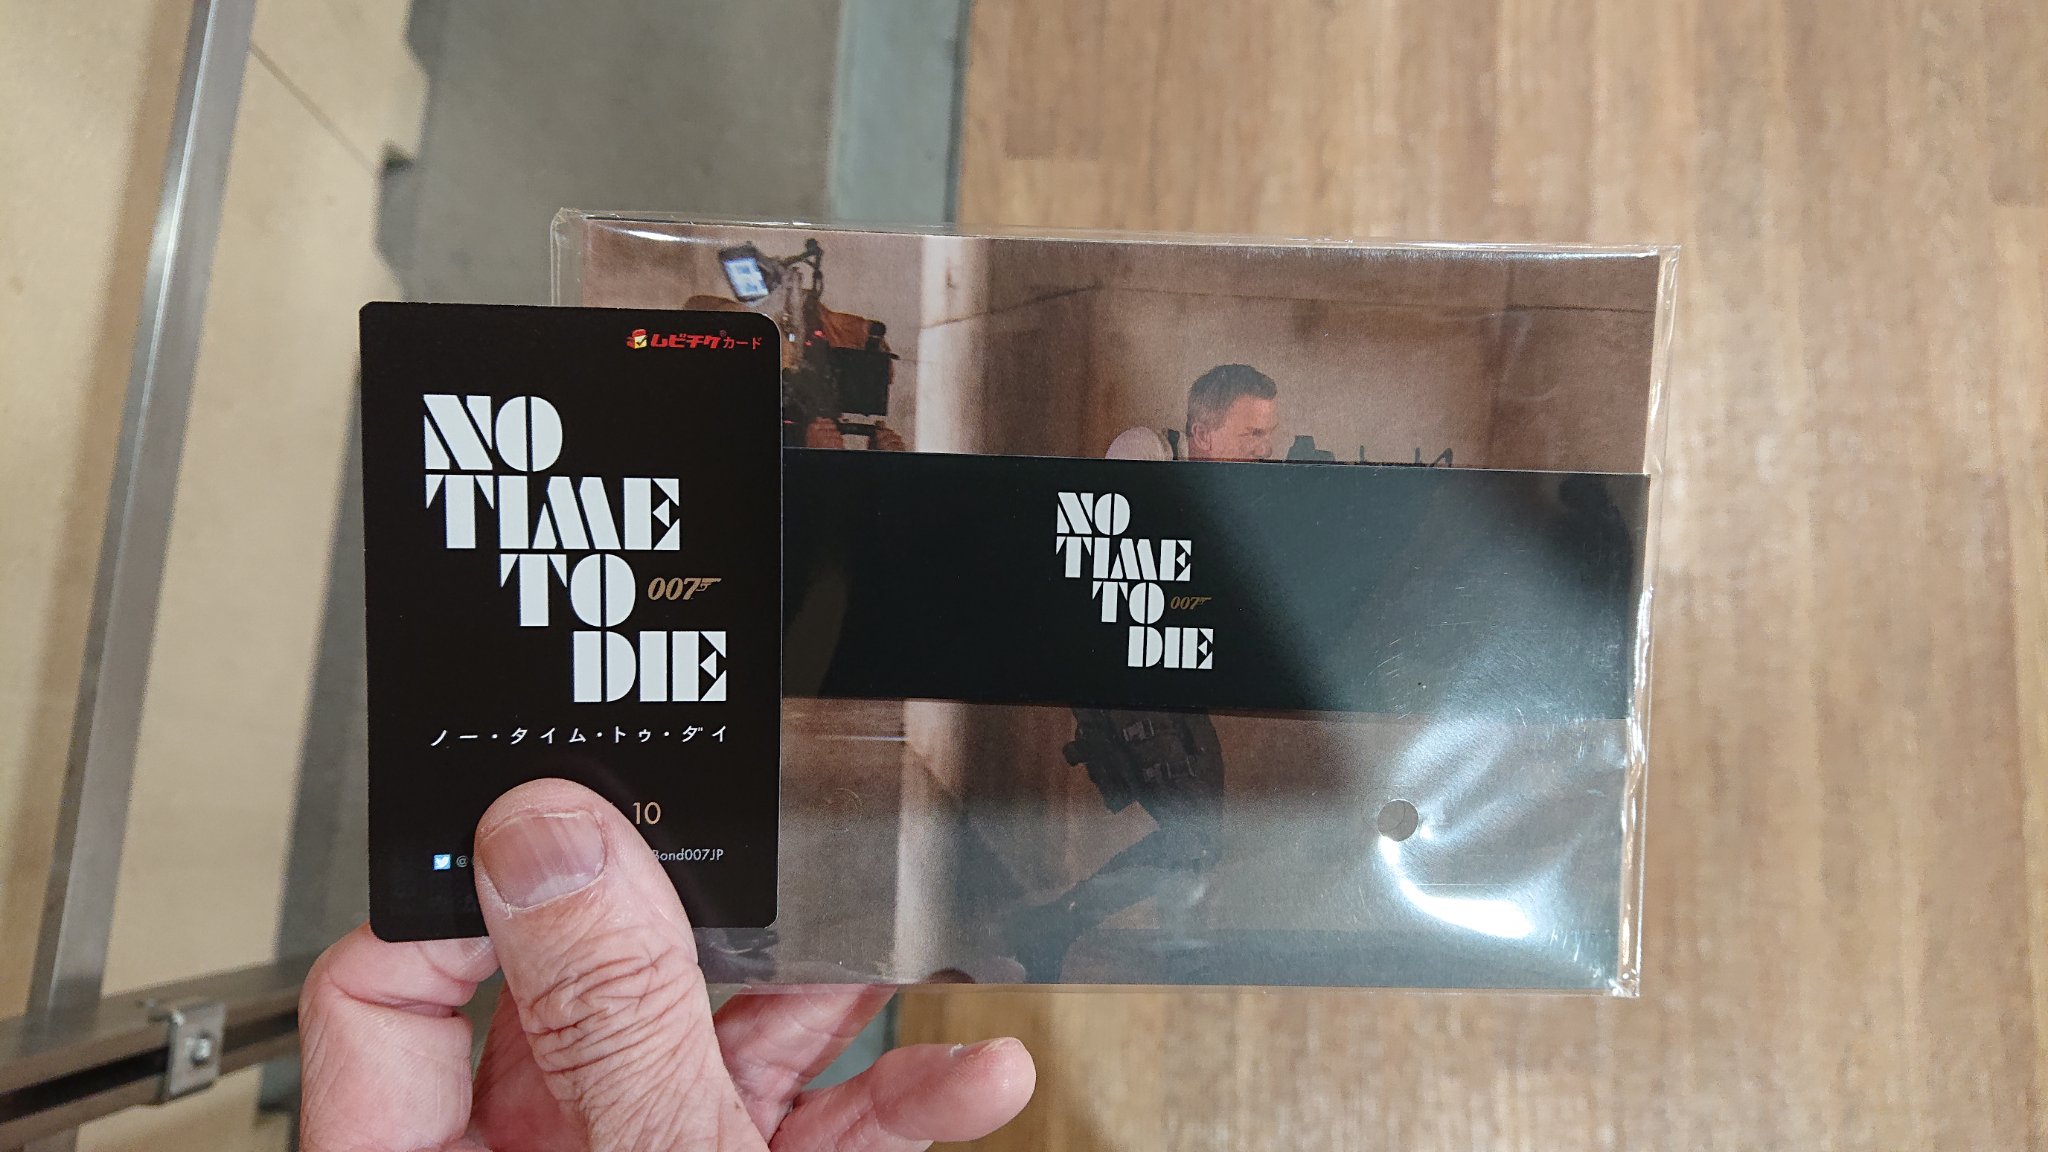 ムビチケカード
NO
TIME
TO 007
DIE
ノー・タイム・トゥ・ダイ
10
@ Bond007JP
NO
TIME
TO 007
DIE